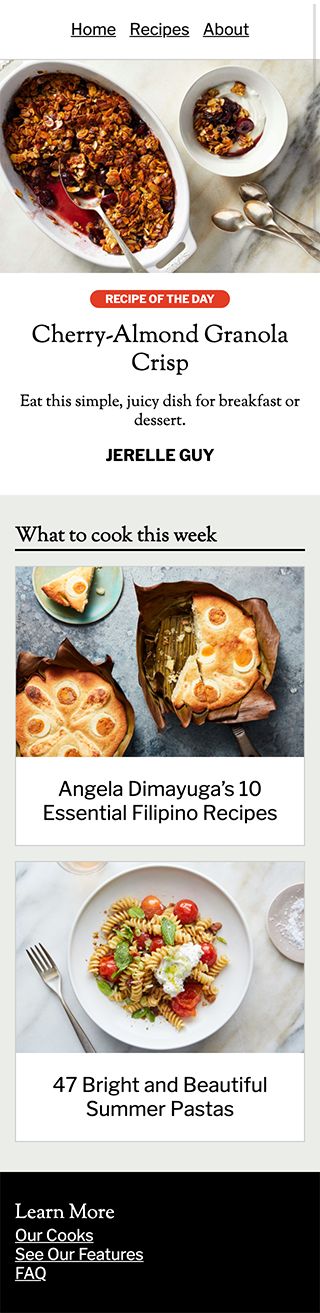 Home Recipes About
RECIPE OF THE DAY
Cherry-Almond Granola
Crisp
Eat this simple, juicy dish for breakfast or
dessert.
JERELLE GUY
What to cook this week
Angela Dimayuga’s 10
Essential Filipino Recipes
47 Bright and Beautiful
Summer Pastas
Learn More
Our Cooks
See Our Features
FAQ